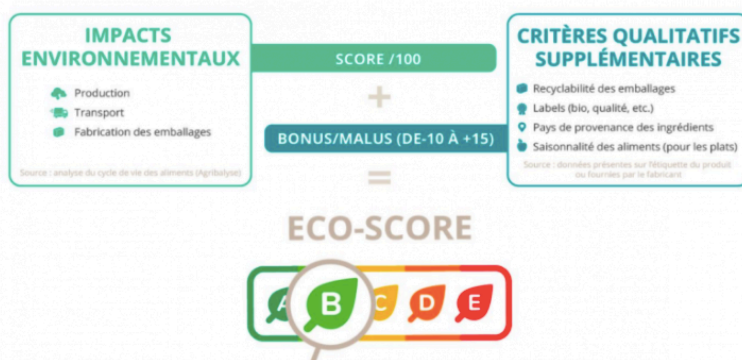 IMPACTS
ENVIRONNEMENTAUX
Production
Transport
Fabrication des emballages
Source : analyse du cycle de vie des aliments (Agribalyse)
SCORE /100
+
BONUS/MALUS (DE-10 À +15)
=
CRITÈRES QUALITATIFS
SUPPLÉMENTAIRES
Recyclabilité des emballages
Labels (bio, qualité, etc.)
Pays de provenance des ingrédients
Saisonnalité des aliments (pour les plats)
Source : données présentes sur l'étiquette du produit
ou fournies par le fabricant
ECO-SCORE
A B C D E